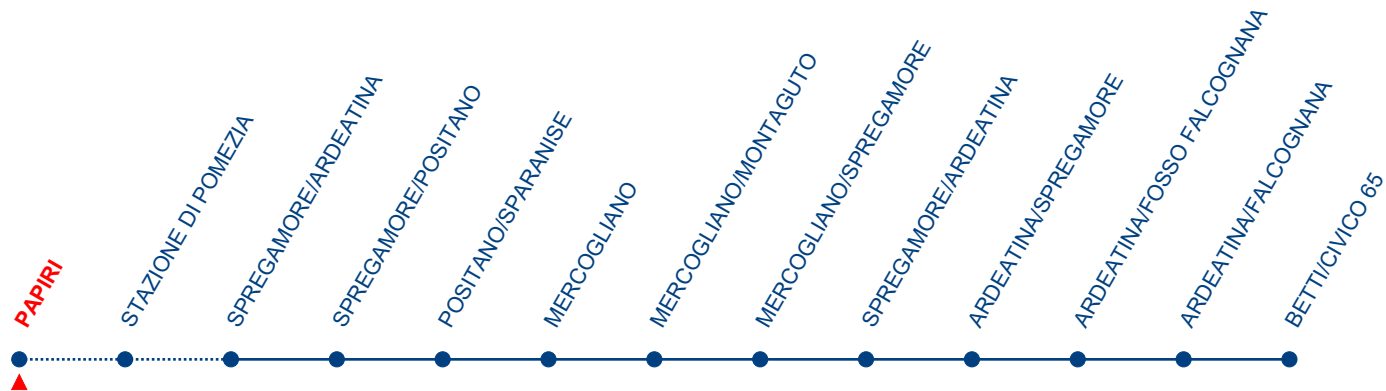 PAPIRI
STAZIONE DI POMEZIA
SPREGAMORE/ARDEATINA
SPREGAMORE/POSITANO
POSITANO/SPARANISE
MERCOGLIANO
MERCOGLIANO/MONTAGUTO
MERCOGLIANO/SPREGAMORE
SPREGAMORE/ARDEATINA
ARDEATINA/SPREGAMORE
ARDEATINA/FOSSO FALCOGNANA
ARDEATINA/FALCOGNANA
BETTI/CIVICO 65